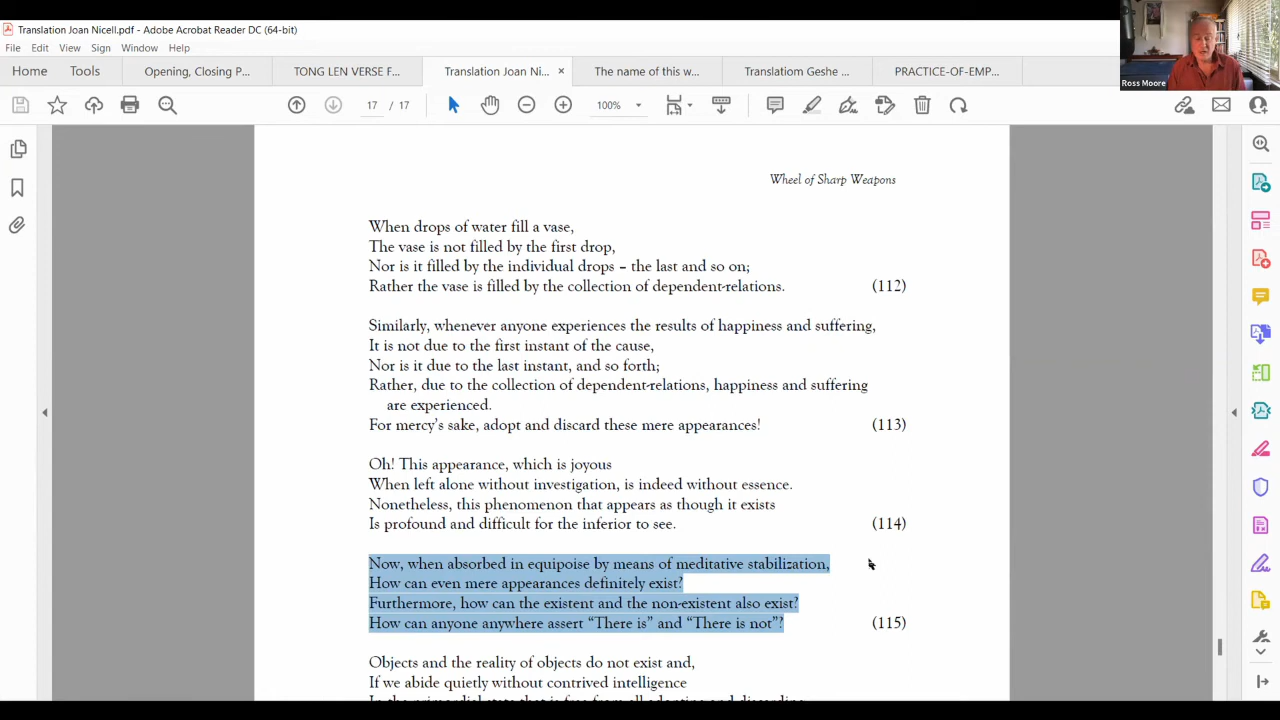 Translation Joan Nicell.pdf - Adobe Acrobat Reader DC (64-bit)
File Edit View Sign Window Help
Home Tools Opening, Closing P... TONG LEN VERSE F... Translation Joan Ni... × The name of this w... Translatiom Geshe ... PRACTICE-OF-EMP...
17 / 17 100%
Ross Moore
Wheel of Sharp Weapons
When drops of water fill a vase,
The vase is not filled by the first drop,
Nor is it filled by the individual drops – the last and so on;
Rather the vase is filled by the collection of dependent-relations. (112)
Similarly, whenever anyone experiences the results of happiness and suffering,
It is not due to the first instant of the cause,
Nor is it due to the last instant, and so forth;
Rather, due to the collection of dependent-relations, happiness and suffering
are experienced.
For mercy's sake, adopt and discard these mere appearances! (113)
Oh! This appearance, which is joyous
When left alone without investigation, is indeed without essence.
Nonetheless, this phenomenon that appears as though it exists
Is profound and difficult for the inferior to see. (114)
Now, when absorbed in equipoise by means of meditative stabilization,
How can even mere appearances definitely exist?
Furthermore, how can the existent and the non-existent also exist?
How can anyone anywhere assert “There is” and “There is not”? (115)
Objects and the reality of objects do not exist and,
If we abide quietly without contrived intelligence
In the primordial state that is free from all adopting and discarding